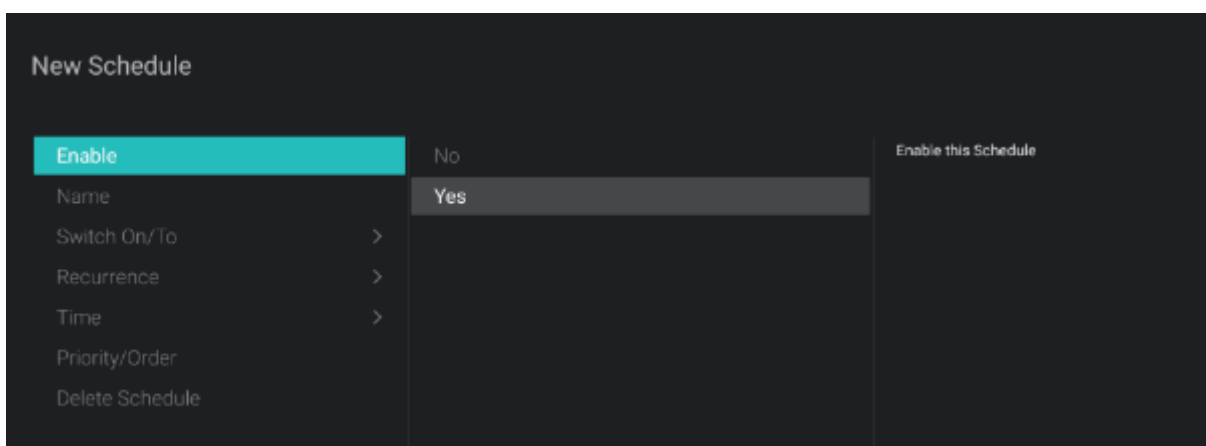 New Schedule
Enable
Name
Switch On/To
Recurrence
Time
Priority/Order
Delete Schedule
No
Yes
Enable this Schedule